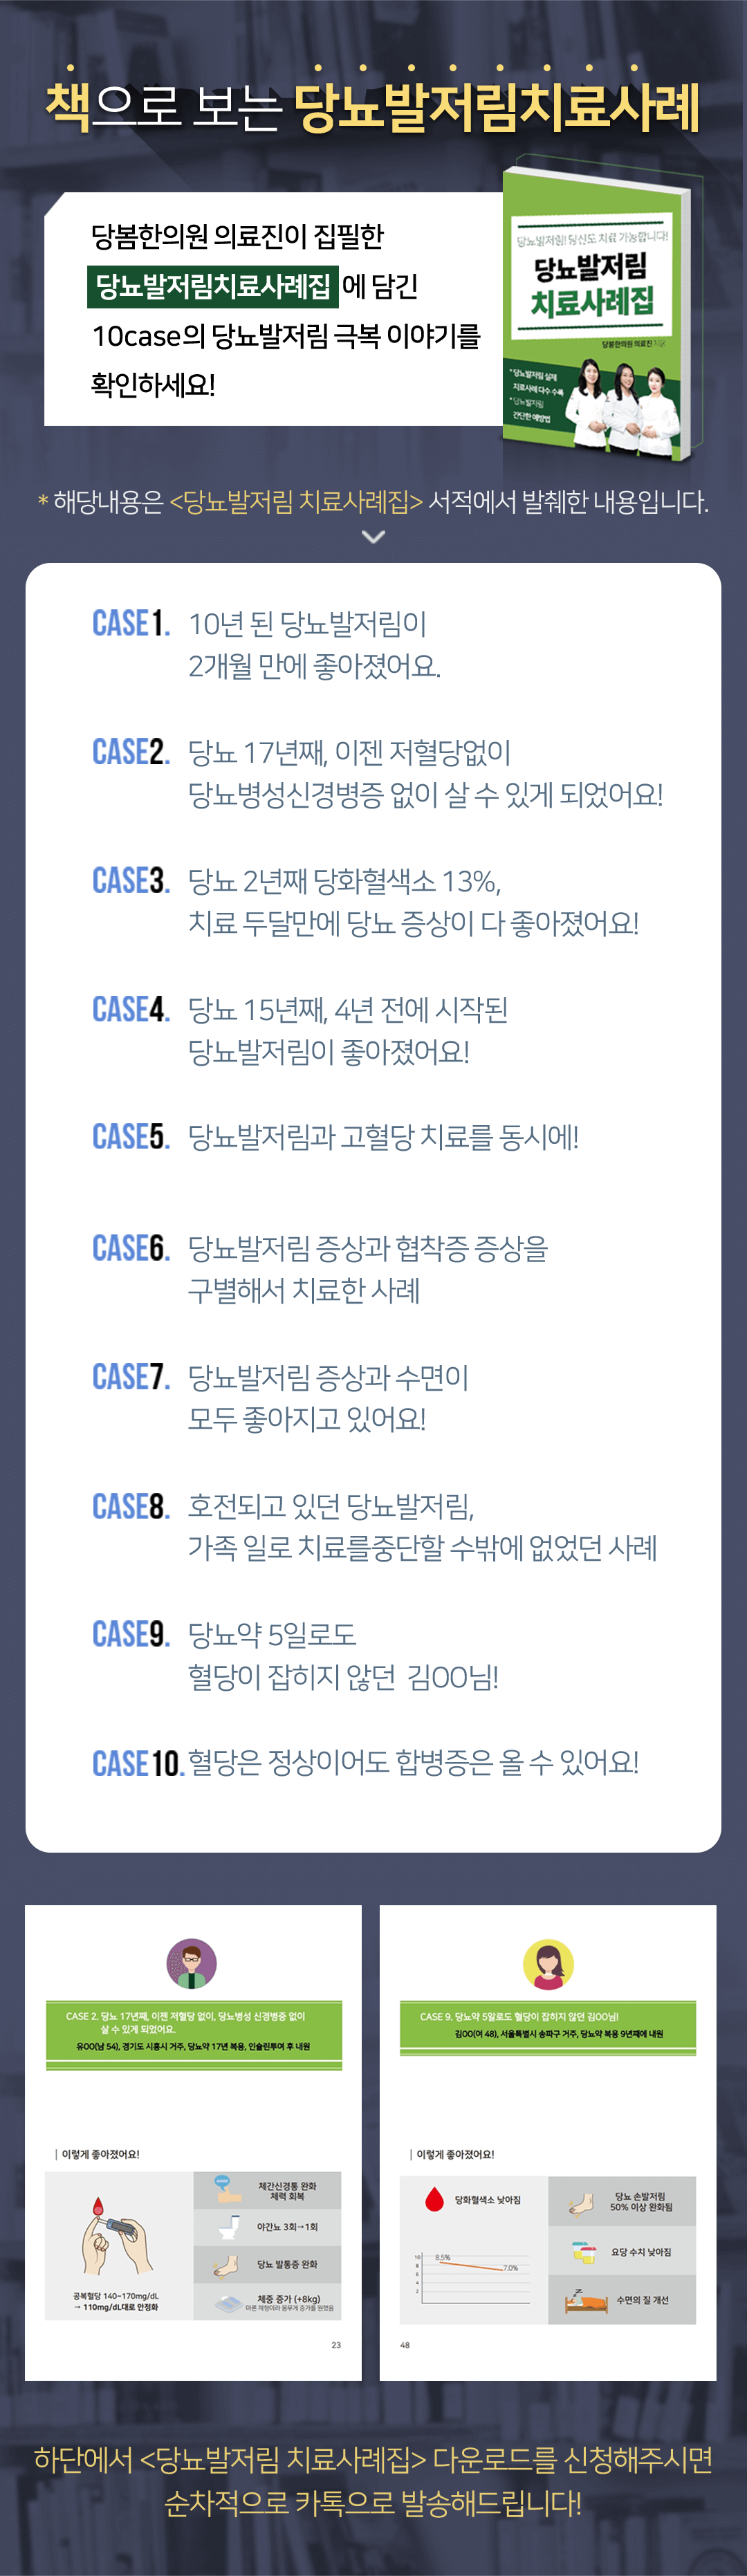 책으로 보는 당뇨발저림치료사례
당봄한의원 의료진이 집필한
당뇨발저림치료사례집 에 담긴
10case의 당뇨발저림 극복 이야기를
확인하세요!
당뇨발저림! 당신도 치료 가능합니다!
당뇨발저림
치료사례집
당봄한의원 의료진 지음
*당뇨발저림 실제
치료사례 다수 수록
*당뇨발저림
간단한 예방법
* 해당내용은 <당뇨발저림 치료사례집> 서적에서 발췌한 내용입니다.
CASE1. 10년 된 당뇨발저림이
2개월 만에 좋아졌어요.
CASE2. 당뇨 17년째, 이젠 저혈당없이
당뇨병성신경병증 없이 살 수 있게 되었어요!
CASE3. 당뇨 2년째 당화혈색소 13%,
치료 두달만에 당뇨 증상이 다 좋아졌어요!
CASE4. 당뇨 15년째, 4년 전에 시작된
당뇨발저림이 좋아졌어요!
CASE5. 당뇨발저림과 고혈당 치료를 동시에!
CASE6. 당뇨발저림 증상과 협착증 증상을
구별해서 치료한 사례
CASE7. 당뇨발저림 증상과 수면이
모두 좋아지고 있어요!
CASE8. 호전되고 있던 당뇨발저림,
가족 일로 치료를중단할 수밖에 없었던 사례
CASE9. 당뇨약 5일로도
혈당이 잡히지 않던 김OO님!
CASE10. 혈당은 정상이어도 합병증은 올 수 있어요!
CASE 2. 당뇨 17년째, 이젠 저혈당 없이, 당뇨병성 신경병증 없이
살 수 있게 되었어요.
유OO(남 54), 경기도 시흥시 거주, 당뇨약 17년 복용, 인슐린투여 후 내원
이렇게 좋아졌어요!
공복혈당 140~170mg/dL
→ 110mg/dL대로 안정화
체간신경통 완화
체력 회복
야간뇨 3회→1회
당뇨 발통증 완화
체중 증가 (+8kg)
마른 체형이라 몸무게 증가를 원했음
23
CASE 9. 당뇨약 5알로도 혈당이 잡히지 않던 김OO님!
김OO(여 48), 서울특별시 송파구 거주, 당뇨약 복용 9년째에 내원
이렇게 좋아졌어요!
당화혈색소 낮아짐
10
8
6
4
2
8.5%
7.0%
당뇨 손발저림
50% 이상 완화됨
요당 수치 낮아짐
수면의 질 개선
48
하단에서 <당뇨발저림 치료사례집> 다운로드를 신청해주시면
순차적으로 카톡으로 발송해드립니다!